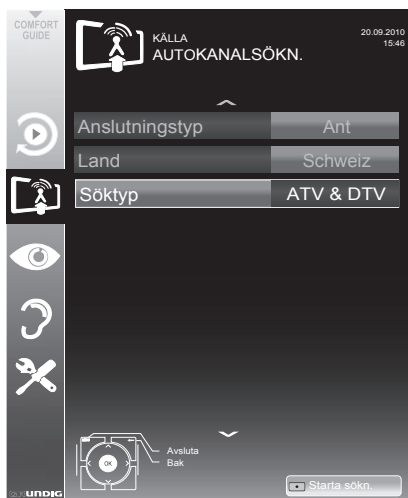 COMFORT
GUIDE
KÄLLA
AUTOKANALSÖKN.
20.09.2010
15:46
Anslutningstyp Ant
Land Schweiz
Söktyp ATV & DTV
Avsluta
Bak
OK
Starta sökn.
GRUNDIG